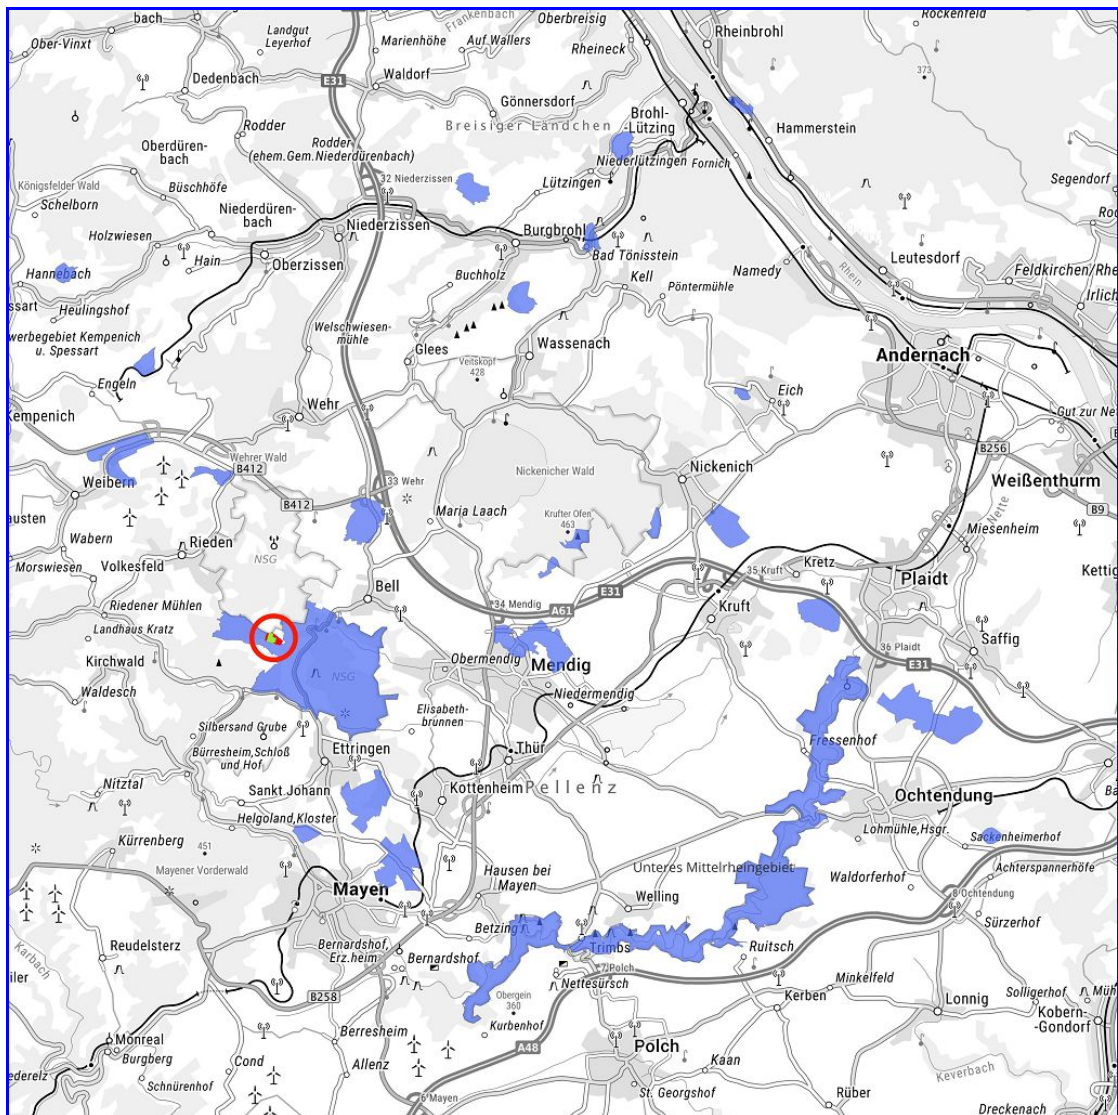 bach
Ober-Vinxt
Landgut
Leyerhof
Marienhöhe
Frankenbach
Auf Wallers
Oberbreisig
Rheineck
Rheinbrohl
Rockenfeld
373
Dedenbach
E31
Waldorf
Gönnersdorf
Breisiger Ländchen
Brohl-
-Lützing
Hammerstein
Rodder
Oberdüren-
bach
Rodder
(ehem.Gem.Niederdürenbach)
32 Niederzissen
Niederlützingen
Fornich
Lützingen
Segendorf
Königsfelder Wald
Schelborn
Büschhöfe
Niederdüren-
bach
Niederzissen
Burgbrohl
Bad Tönisstein
Holzwiesen
Hain
Oberzissen
Buchholz
Kell
Pöntermühle
Namedy
Rhein
Leutesdorf
Feldkirchen/Rhe
Irlich
Hannebach
ssart
Heulingshof
werbegebiet Kempenich
u. Spessart
Welschwiesen-
mühle
Glees
Veitskopf
428
Wassenach
Andernach
Engeln
Kempenich
Wehr
Eich
Gut zur Ne
B256
Wehrer Wald
B412
Nickenicher Wald
Nickenich
Weißenthurm
Weibern
33 Wehr
B412
Maria Laach
Krufter Ofen
463
B9
Nette
Miesenheim
austen
Wabern
Rieden
NSG
Morswiesen
Volkesfeld
Bell
Kretz
35 Kruft
Plaidt
Kettig
Riedener Mühlen
34 Mendig
A61
E31
Kruft
Landhaus Kratz
Kirchwald
Saffig
36 Plaidt
E31
Obermendig
Mendig
NSG
Waldesch
Niedermendig
Silbersand Grube
Elisabeth-
brunnen
Bürresheim,Schloß
und Hof
Ettringen
Thür
Fressenhof
Nitztal
Sankt Johann
Kottenheim
Pellenz
Ochtendung
Helgoland,Kloster
Lohmühle,Hsgr.
Sackenheimerhof
Kürrenberg
451
Mayener Vorderwald
Achterspannerhöfe
Unteres Mittelrheingebiet
Hausen bei
Mayen
Waldorferhof
8 Ochtendung
Mayen
Welling
Sürzerhof
Betzing
Reudelsterz
Bernardshof,
Erz.heim
Bernardshof
Trimbs
Ruitsch
Karbach
eiler
7 Polch
Nettesürsch
Minkelfeld
Obergein
360
B258
Kerben
Lonnig
Solligerhof
Müh
Kurbenhof
Kobern-
Gondorf
Berresheim
Monreal
A48
Polch
Burgberg
Cond
Allenz
Kaan
Keverbach
ederelz
Schnürenhof
St. Georgshof
6 Mayen
Rüber
Dreckenach